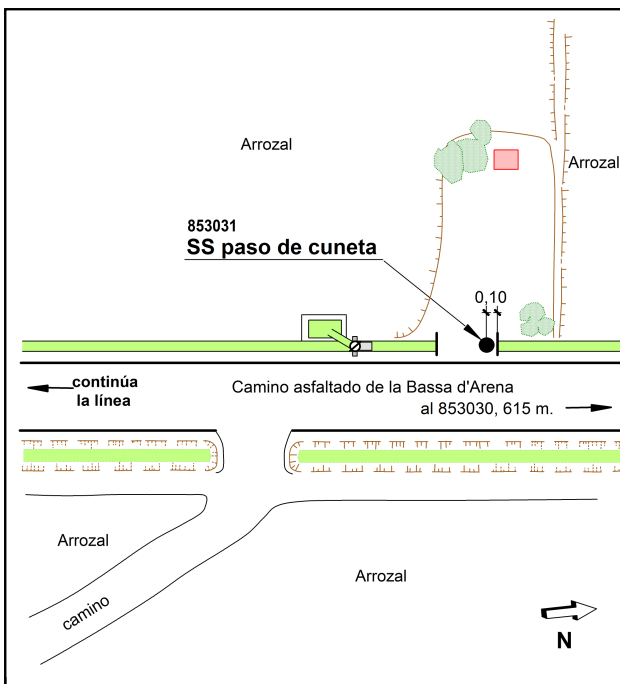 Arrozal
Arrozal
853031
SS paso de cuneta
0,10
continúa
la línea
Camino asfaltado de la Bassa d'Arena
al 853030, 615 m.
Arrozal
Arrozal
camino
N